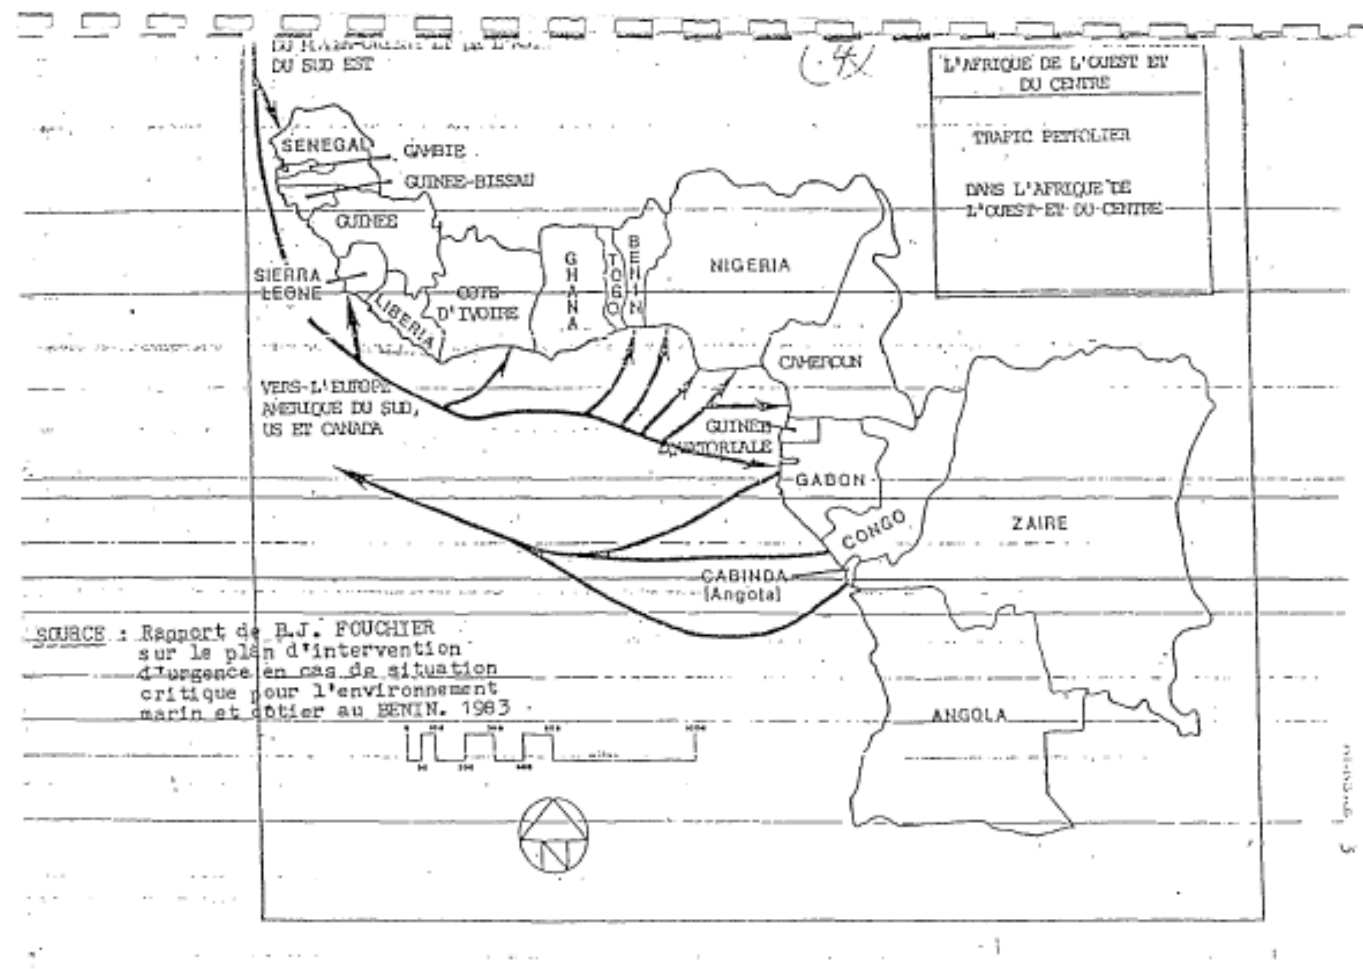 DU SUD EST
(4)
L'AFRIQUE DE L'OUEST ET
DU CENTRE
TRAFIC PETROLIER
DANS L'AFRIQUE DE
L'OUEST ET DU CENTRE
SENEGAL
GAMBIE
GUINEE-BISSAU
GUINEE
SIERRA
LEONE
LIBERIA
COTE
D'IVOIRE
GHANA
TOGO
BENIN
NIGERIA
CAMEROUN
VERS L'EUROPE
AMERIQUE DU SUD,
US ET CANADA
GUINEE
EQUATORIALE
GABON
CONGO
ZAIRE
CABINDA
(Angola)
ANGOLA
SOURCE : Rapport de B.J. FOUCHIER
sur le plan d'intervention
d'urgence en cas de situation
critique pour l'environnement
marin et côtier au BENIN. 1983
N